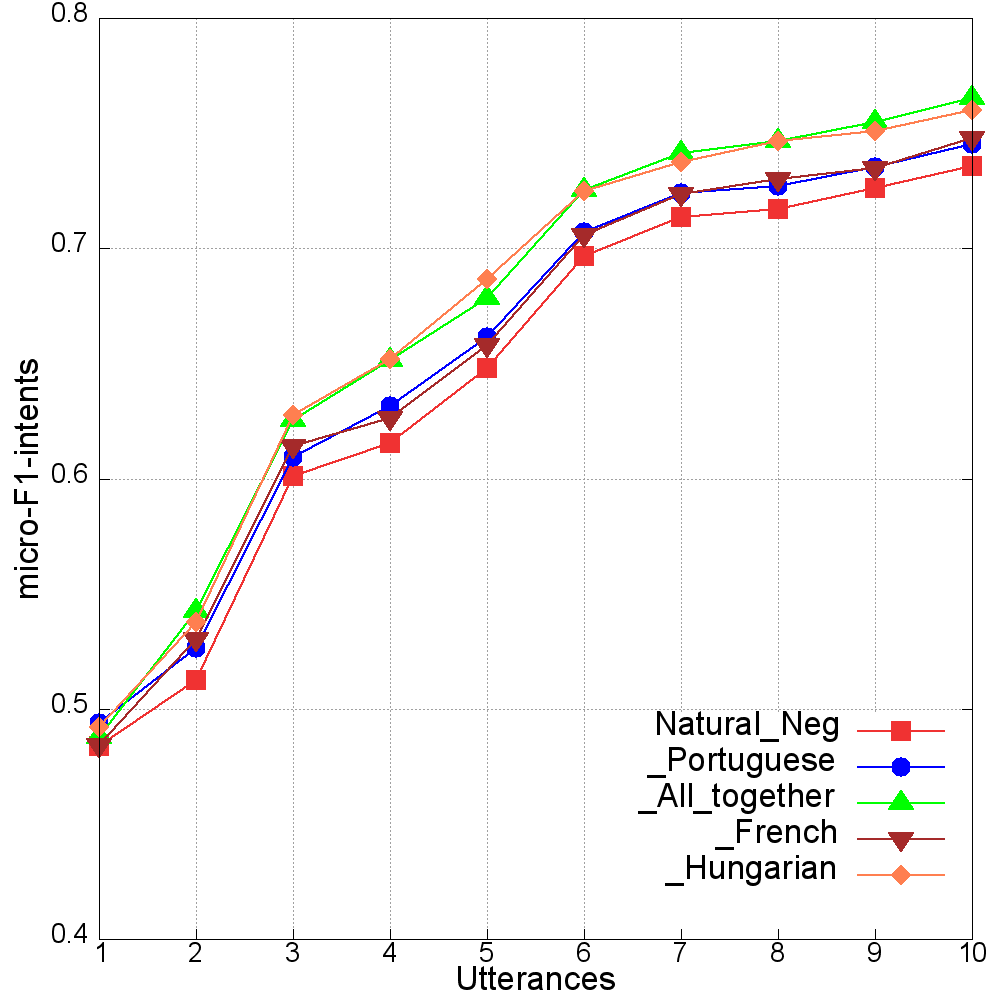 0.8
0.7
0.6
0.5
0.4
micro-F1-intents
Natural_Neg
_Portuguese
_All_together
_French
_Hungarian
1 2 3 4 5 6 7 8 9 10
Utterances